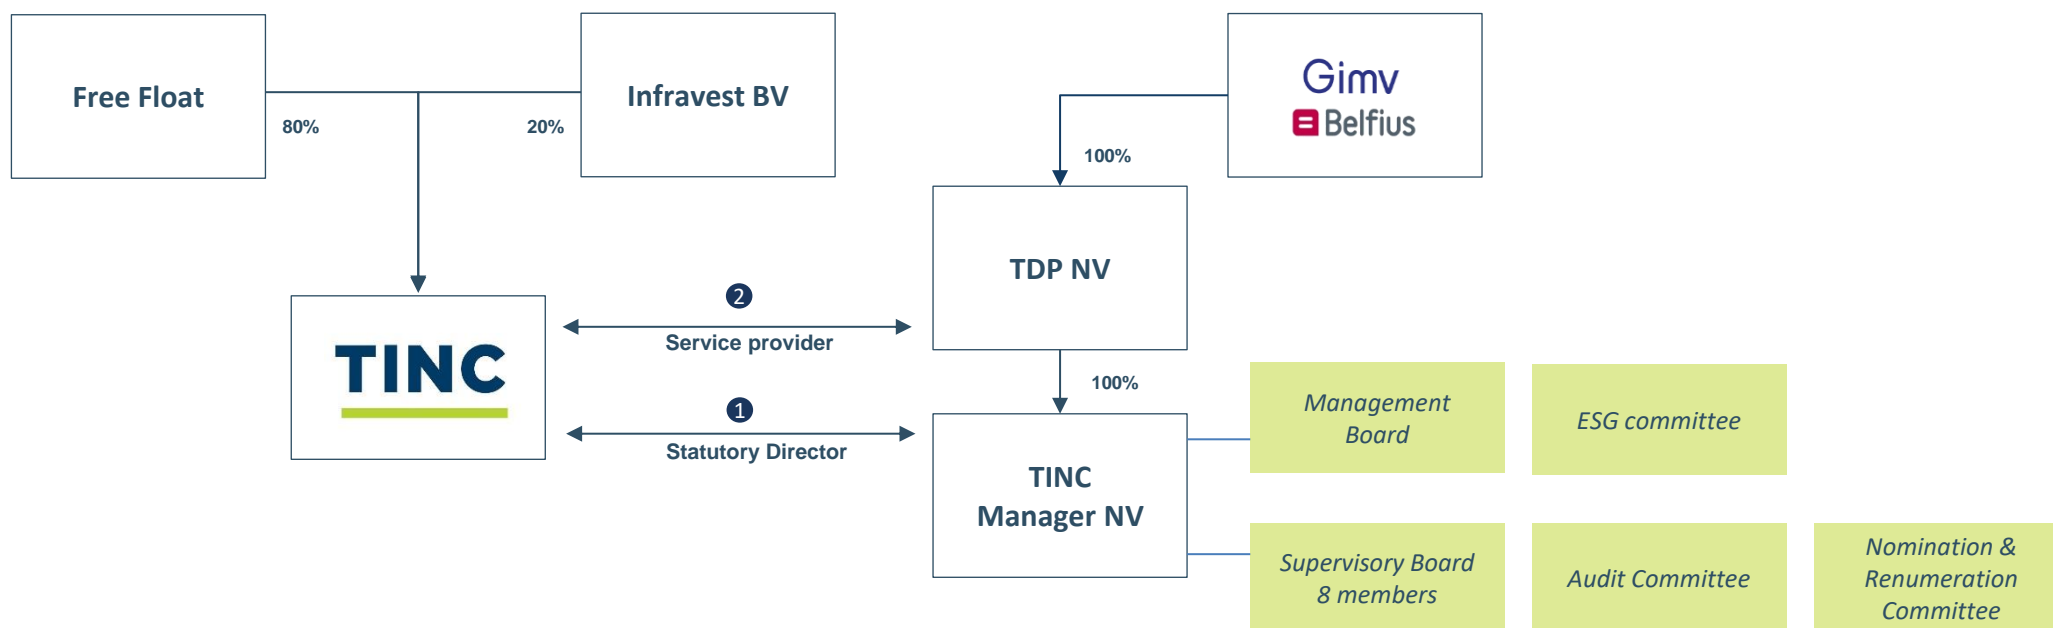 Free Float
80%
Infravest BV
20%
Gimv
Belfius
100%
TDP NV
TINC
2
Service provider
100%
1
Statutory Director
TINC
Manager NV
Management
Board
ESG committee
Supervisory Board
8 members
Audit Committee
Nomination &
Renumeration
Committee